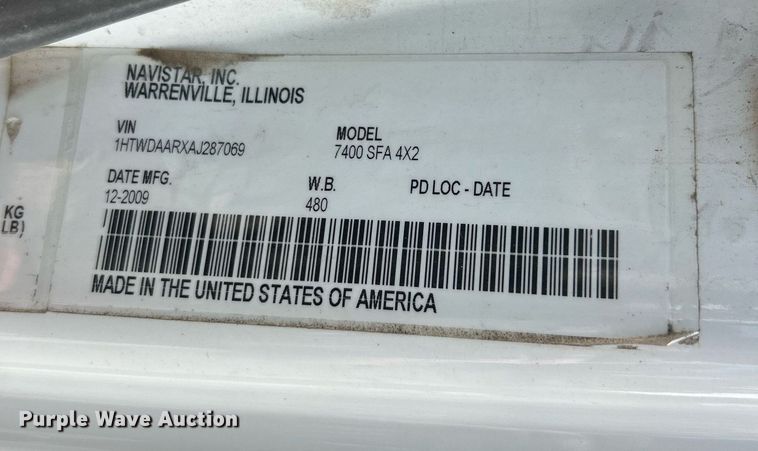 NAVISTAR, INC.
WARRENVILLE, ILLINOIS
VIN MODEL
1HTWDAARXAJ287069 7400 SFA 4X2
DATE MFG. W.B. PD LOC - DATE
12-2009 480
KG
LB)
MADE IN THE UNITED STATES OF AMERICA
Purple Wave Auction